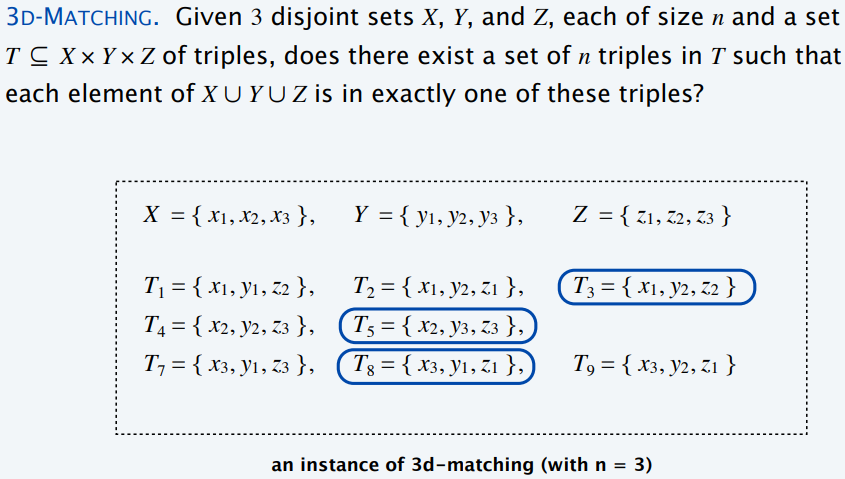 3D-MATCHING. Given 3 disjoint sets X, Y, and Z, each of size n and a set
T ⊆ X × Y × Z of triples, does there exist a set of n triples in T such that
each element of X ∪ Y ∪ Z is in exactly one of these triples?
X = { x1, x2, x3 }, Y = { y1, y2, y3 }, Z = { z1, z2, z3 }
T1 = { x1, y1, z2 }, T2 = { x1, y2, z1 }, T3 = { x1, y2, z2 }
T4 = { x2, y2, z3 }, T5 = { x2, y3, z3 },
T7 = { x3, y1, z3 }, T8 = { x3, y1, z1 }, T9 = { x3, y2, z1 }
an instance of 3d-matching (with n = 3)